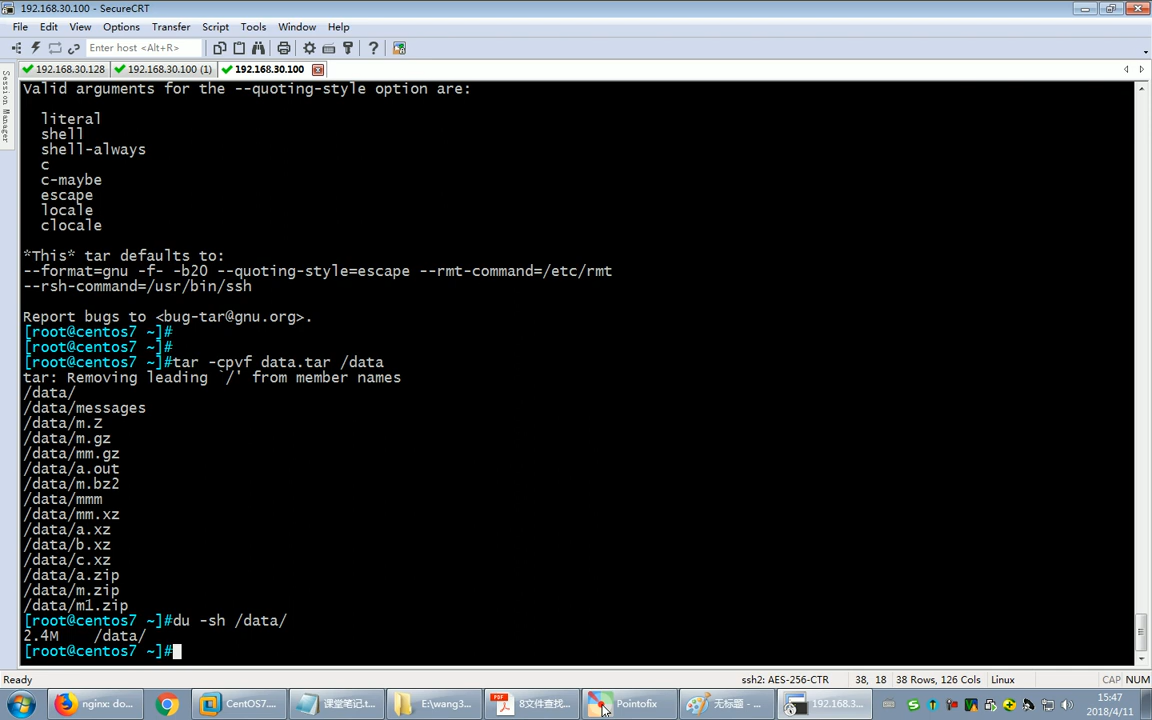 192.168.30.100 - SecureCRT
File Edit View Options Transfer Script Tools Window Help
Enter host <Alt+R>
192.168.30.128 192.168.30.100 (1) 192.168.30.100
Session Manager
Valid arguments for the --quoting-style option are:
literal
shell
shell-always
c
c-maybe
escape
locale
clocale
*This* tar defaults to:
--format=gnu -f- -b20 --quoting-style=escape --rmt-command=/etc/rmt
--rsh-command=/usr/bin/ssh
Report bugs to <bug-tar@gnu.org>.
[root@centos7 ~]#
[root@centos7 ~]#
[root@centos7 ~]#tar -cpvf data.tar /data
tar: Removing leading `/' from member names
/data/
/data/messages
/data/m.Z
/data/m.gz
/data/mm.gz
/data/a.out
/data/m.bz2
/data/mmm
/data/mm.xz
/data/a.xz
/data/b.xz
/data/c.xz
/data/a.zip
/data/m.zip
/data/m1.zip
[root@centos7 ~]#du -sh /data/
2.4M /data/
[root@centos7 ~]#
Ready ssh2: AES-256-CTR 38, 18 38 Rows, 126 Cols Linux CAP NUM
nginx: do... CentOS7.... 课堂笔记.t... E:\wang3... 8文件查找... Pointofix 无标题 - ... 192.168.3...
15:47
2018/4/11